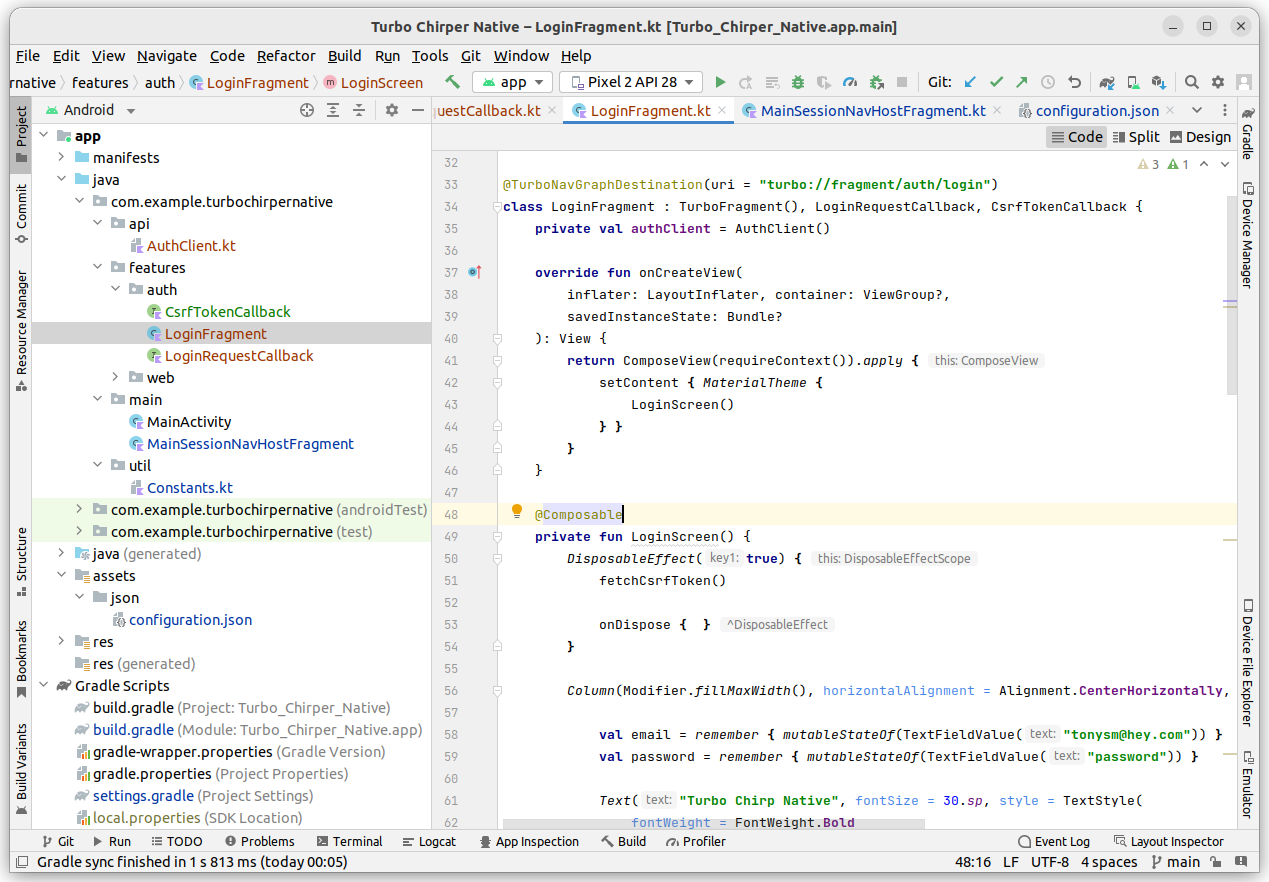 Turbo Chirper Native – LoginFragment.kt [Turbo_Chirper_Native.app.main]
File Edit View Navigate Code Refactor Build Run Tools Git Window Help
rnative features auth LoginFragment LoginScreen app Pixel 2 API 28 Git:
Project
Commit
Resource Manager
Structure
Bookmarks
Build Variants
Android
app
manifests
java
com.example.turbochirpernative
api
AuthClient.kt
features
auth
CsrfTokenCallback
LoginFragment
LoginRequestCallback
web
main
MainActivity
MainSessionNavHostFragment
util
Constants.kt
com.example.turbochirpernative (androidTest)
com.example.turbochirpernative (test)
java (generated)
assets
json
configuration.json
res
res (generated)
Gradle Scripts
build.gradle (Project: Turbo_Chirper_Native)
build.gradle (Module: Turbo_Chirper_Native.app)
gradle-wrapper.properties (Gradle Version)
gradle.properties (Project Properties)
settings.gradle (Project Settings)
local.properties (SDK Location)
questCallback.kt LoginFragment.kt MainSessionNavHostFragment.kt configuration.json
Code Split Design
3 1
32
33 @TurboNavGraphDestination(uri = "turbo://fragment/auth/login")
34 class LoginFragment : TurboFragment(), LoginRequestCallback, CsrfTokenCallback {
35 private val authClient = AuthClient()
36
37 override fun onCreateView(
38 inflater: LayoutInflater, container: ViewGroup?,
39 savedInstanceState: Bundle?
40 ): View {
41 return ComposeView(requireContext()).apply { this: ComposeView
42 setContent { MaterialTheme {
43 LoginScreen()
44 } }
45 }
46 }
47
48 @Composable
49 private fun LoginScreen() {
50 DisposableEffect( key1: true) { this: DisposableEffectScope
51 fetchCsrfToken()
52
53 onDispose { } ^DisposableEffect
54 }
55
56 Column(Modifier.fillMaxWidth(), horizontalAlignment = Alignment.CenterHorizontally,
57
58 val email = remember { mutableStateOf(TextFieldValue( text: "tonysm@hey.com")) }
59 val password = remember { mutableStateOf(TextFieldValue( text: "password")) }
60
61 Text( text: "Turbo Chirp Native", fontSize = 30.sp, style = TextStyle(
62 fontWeight = FontWeight.Bold
Gradle
Device Manager
Device File Explorer
Emulator
Git Run TODO Problems Terminal Logcat App Inspection Build Profiler Event Log Layout Inspector
Gradle sync finished in 1 s 813 ms (today 00:05) 48:16 LF UTF-8 4 spaces main